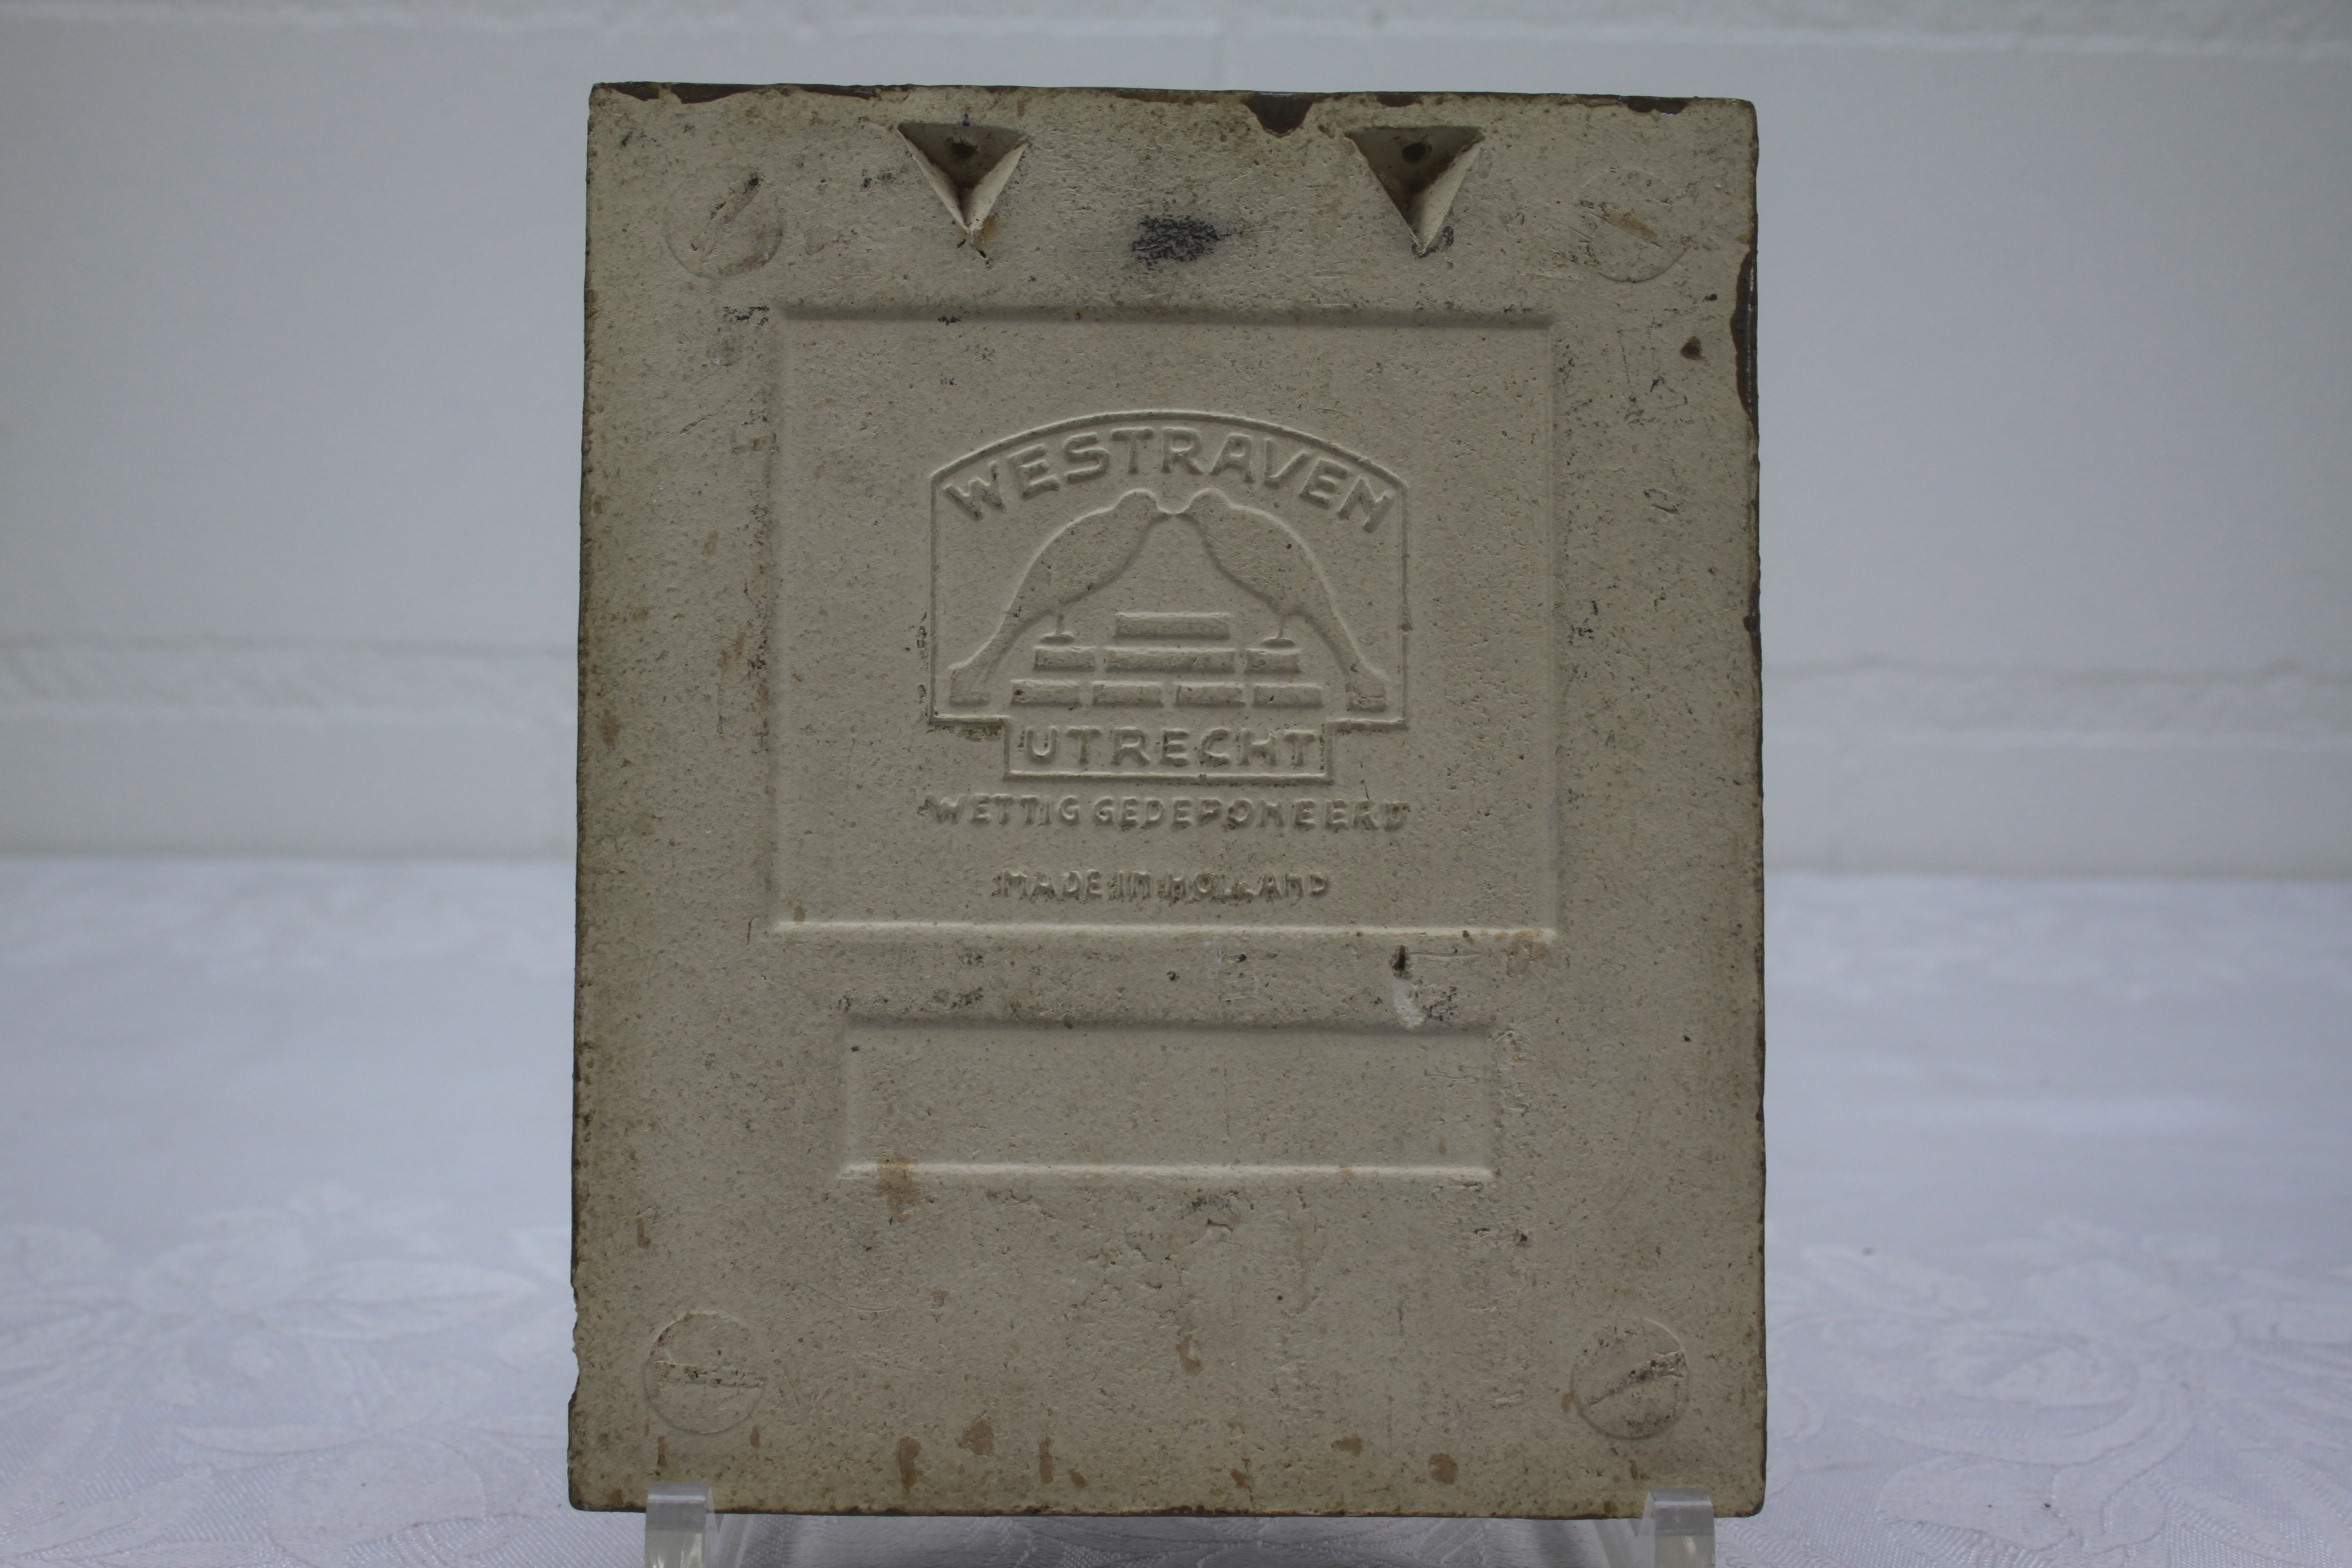 WESTRAVEN
UTRECHT
WETTIG GEDEPONEERD
MADE IN HOLLAND